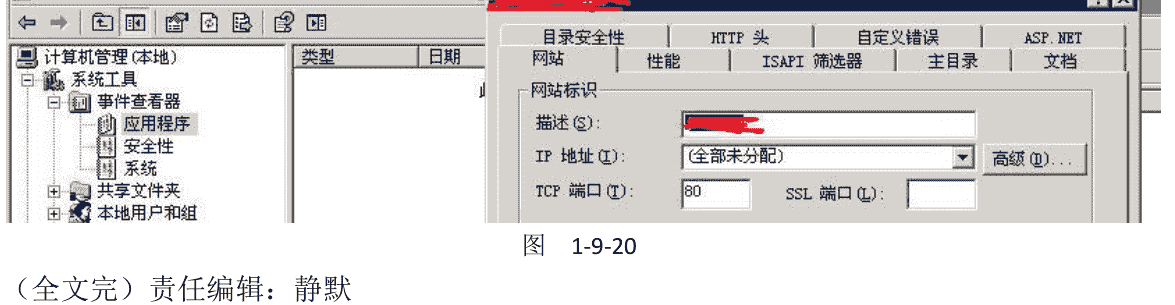 目录安全性 HTTP 头 自定义错误 ASP.NET
网站 性能 ISAPI 筛选器 主目录 文档
计算机管理(本地)
系统工具
事件查看器
应用程序
安全性
系统
共享文件夹
本地用户和组
类型 日期
网站标识
描述(S):
IP 地址(I): (全部未分配) 高级(D)...
TCP 端口(T): 80 SSL 端口(L):
图 1-9-20
（全文完）责任编辑：静默